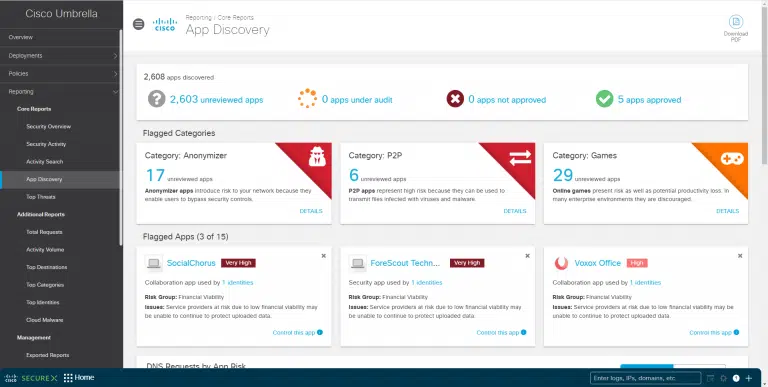 Cisco Umbrella
Overview
Deployments
Policies
Reporting
Core Reports
Security Overview
Security Activity
Activity Search
App Discovery
Top Threats
Additional Reports
Total Requests
Activity Volume
Top Destinations
Top Categories
Top Identities
Cloud Malware
Management
Exported Reports
CISCO
Reporting / Core Reports
App Discovery
Download
PDF
2,608 apps discovered
2,603 unreviewed apps
0 apps under audit
0 apps not approved
5 apps approved
Flagged Categories
Category: Anonymizer
17 unreviewed apps
Anonymizer apps introduce risk to your network because they
enable users to bypass security controls.
DETAILS
Category: P2P
6 unreviewed apps
P2P apps represent high risk because they can be used to
transmit files infected with viruses and malware.
DETAILS
Category: Games
29 unreviewed apps
Online games present risk as well as potential productivity loss. In
many enterprise environments they are discouraged.
DETAILS
Flagged Apps (3 of 15)
SocialChorus Very High
Collaboration app used by 1 identities
Risk Group: Financial Viability
Issues: Service providers at risk due to low financial viability may
be unable to continue to protect uploaded data.
Control this app
ForeScout Techn... Very High
Security app used by 1 identities
Risk Group: Financial Viability
Issues: Service providers at risk due to low financial viability may
be unable to continue to protect uploaded data.
Control this app
Voxox Office High
Collaboration app used by 1 identities
Risk Group: Financial Viability
Issues: Service providers at risk due to low financial viability may be
unable to continue to protect uploaded data.
Control this app
DNS Requests by App Risk
CISCO SECUREX Home
Enter logs, IPs, domains, etc